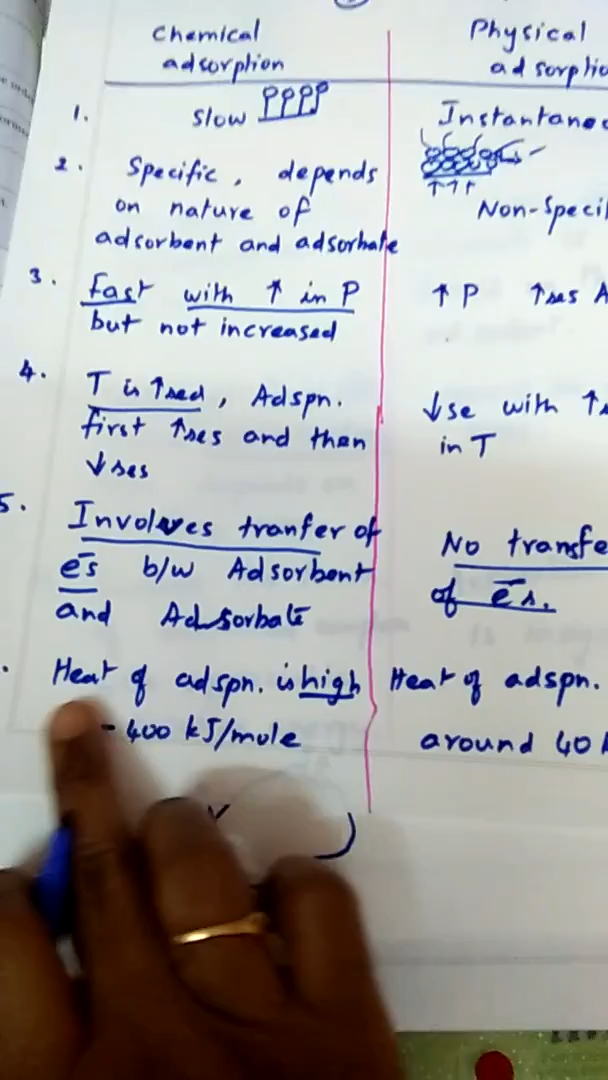 Chemical
adsorption
Physical
adsorptio
1. Slow
Instantaneo
2. Specific, depends
on nature of
adsorbent and adsorbate
Non-Specif
3. Fast with ↑ in P
but not increased
↑ P ↑ses A
4. T is ↑sed, Adspn.
first ↑ses and then
↓ses
↓se with ↑
in T
5. Involves tranfer of
e̅s b/w Adsorbent
and Adsorbate
No transfe
of e̅s.
. Heat of adspn. is high
- 400 kJ/mole
Heat of adspn.
around 40 k